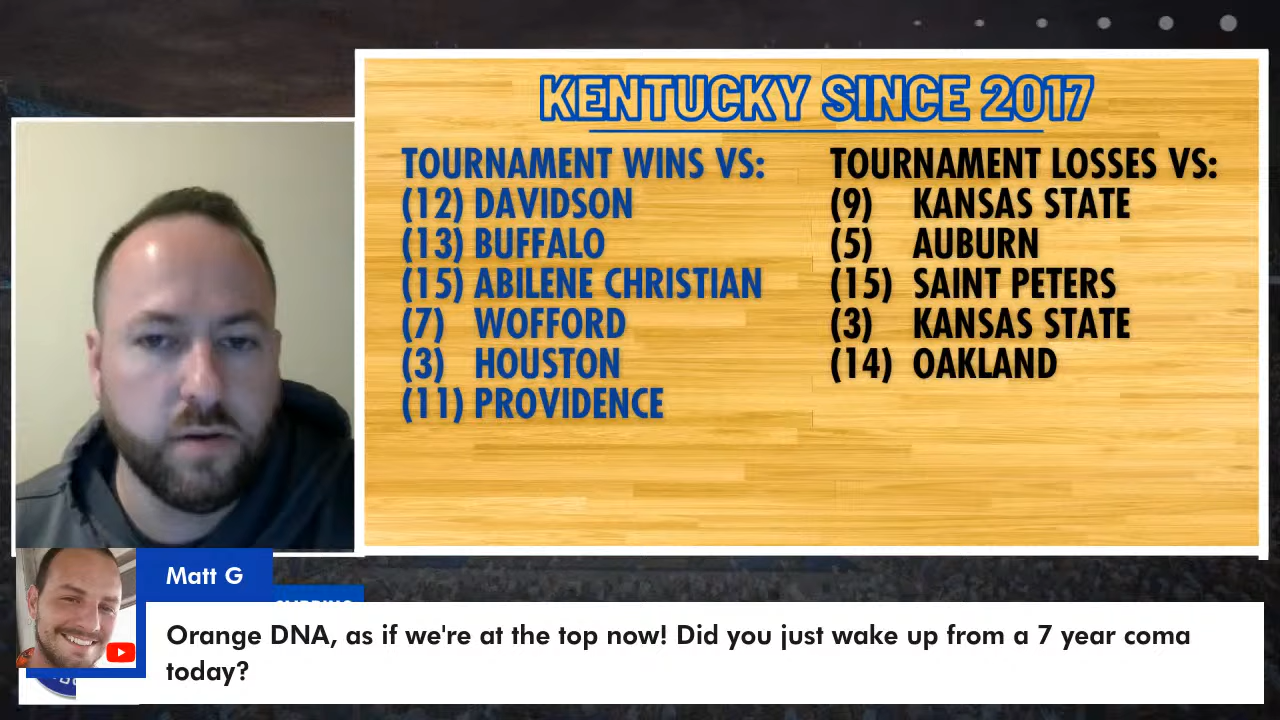 KENTUCKY SINCE 2017
TOURNAMENT WINS VS:
(12) DAVIDSON
(13) BUFFALO
(15) ABILENE CHRISTIAN
(7) WOFFORD
(3) HOUSTON
(11) PROVIDENCE
TOURNAMENT LOSSES VS:
(9) KANSAS STATE
(5) AUBURN
(15) SAINT PETERS
(3) KANSAS STATE
(14) OAKLAND
Matt G
Orange DNA, as if we're at the top now! Did you just wake up from a 7 year coma
today?